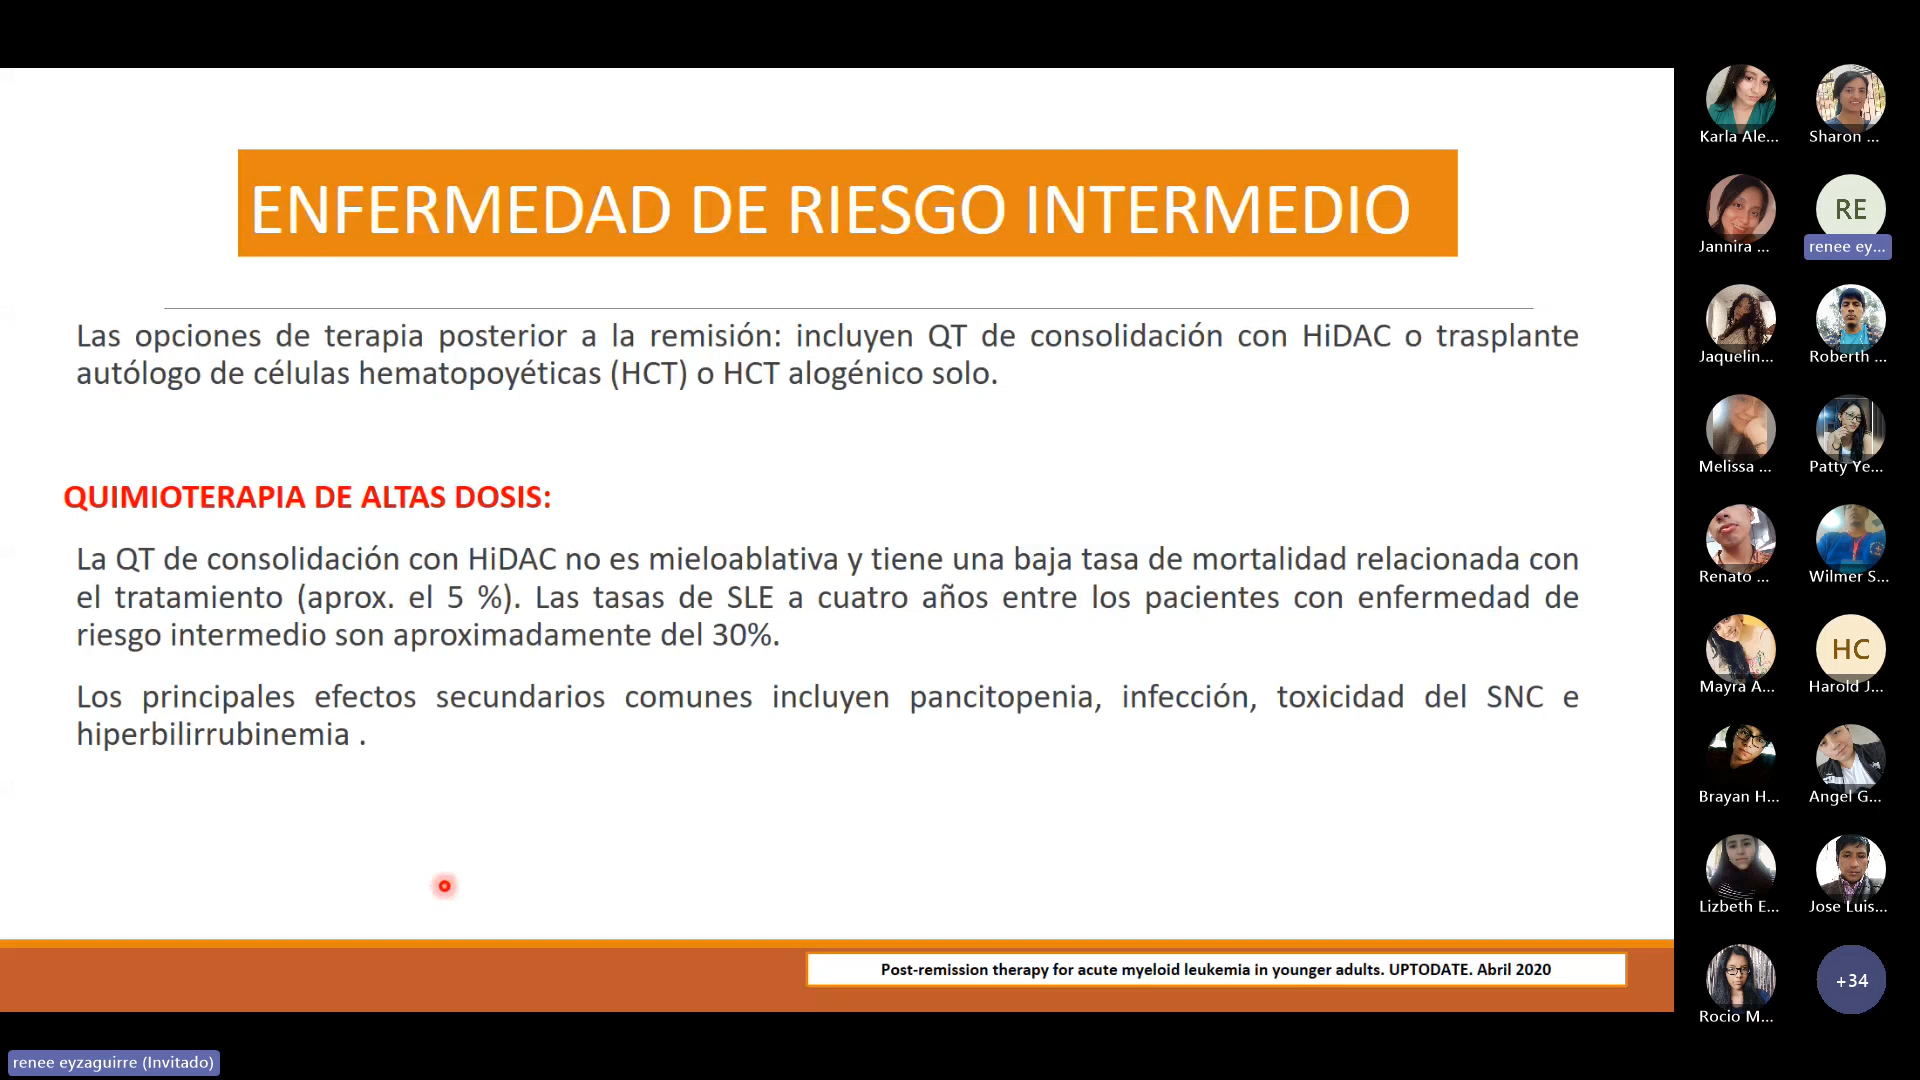 ENFERMEDAD DE RIESGO INTERMEDIO
Las opciones de terapia posterior a la remisión: incluyen QT de consolidación con HiDAC o trasplante
autólogo de células hematopoyéticas (HCT) o HCT alogénico solo.
QUIMIOTERAPIA DE ALTAS DOSIS:
La QT de consolidación con HiDAC no es mieloablativa y tiene una baja tasa de mortalidad relacionada con
el tratamiento (aprox. el 5 %). Las tasas de SLE a cuatro años entre los pacientes con enfermedad de
riesgo intermedio son aproximadamente del 30%.
Los principales efectos secundarios comunes incluyen pancitopenia, infección, toxicidad del SNC e
hiperbilirrubinemia .
Post-remission therapy for acute myeloid leukemia in younger adults. UPTODATE. Abril 2020
renee eyzaguirre (Invitado)
Karla Ale...
Sharon ...
Jannira ...
RE
renee ey...
Jaquelin...
Roberth ...
Melissa ...
Patty Ye...
Renato ...
Wilmer S...
Mayra A...
HC
Harold J...
Brayan H...
Angel G...
Lizbeth E...
Jose Luis...
Rocio M...
+34